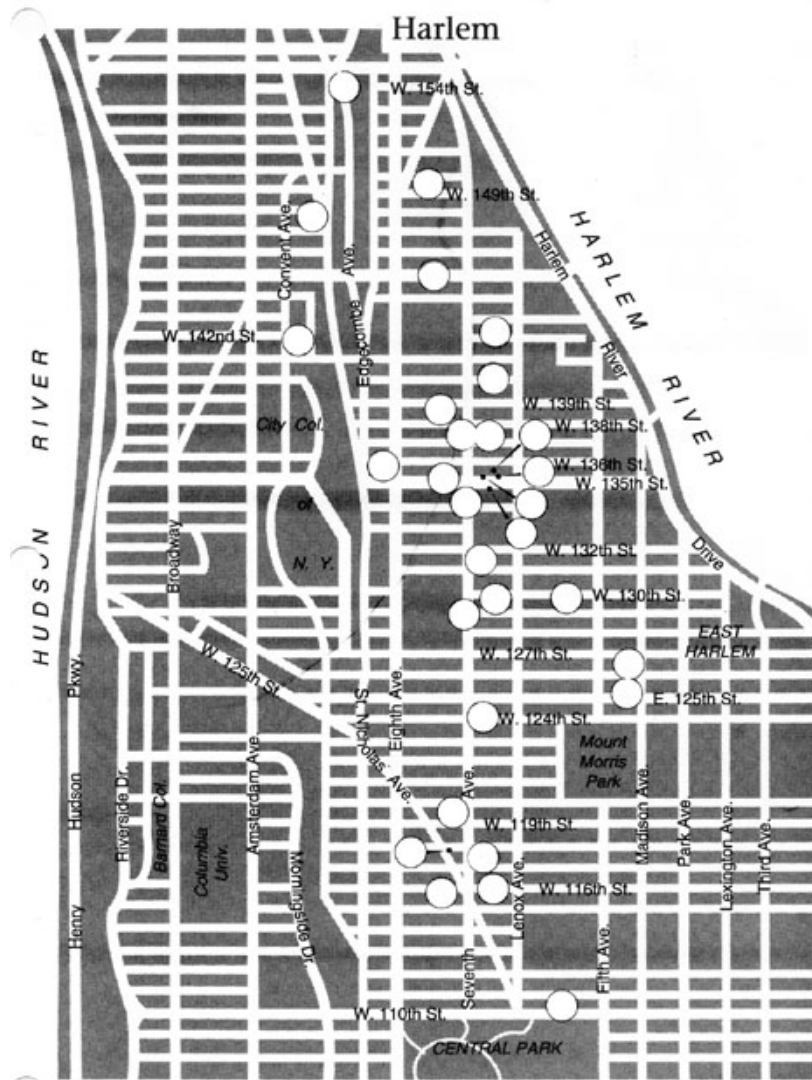 Harlem
W. 154th St.
W. 149th St.
HARLEM RIVER
Harlem River Drive
Convent Ave.
Edgecombe Ave.
W. 142nd St.
HUDSON RIVER
W. 139th St.
City Col. of N. Y.
W. 138th St.
W. 136th St.
W. 135th St.
Broadway
W. 132th St.
W. 130th St.
EAST
HARLEM
W. 127th St.
W. 125th St.
E. 125th St.
St. Nicholas Ave.
Eighth Ave.
W. 124th St.
Mount
Morris
Park
Henry Hudson Pkwy.
Riverside Dr.
Barnard Col.
Columbia
Univ.
Amsterdam Ave.
Morningside Dr.
W. 119th St.
Madison Ave.
Park Ave
Lexington Ave.
Third Ave.
W. 116th St.
Lenox Ave.
Seventh Ave.
Fifth Ave.
W. 110th St.
CENTRAL PARK